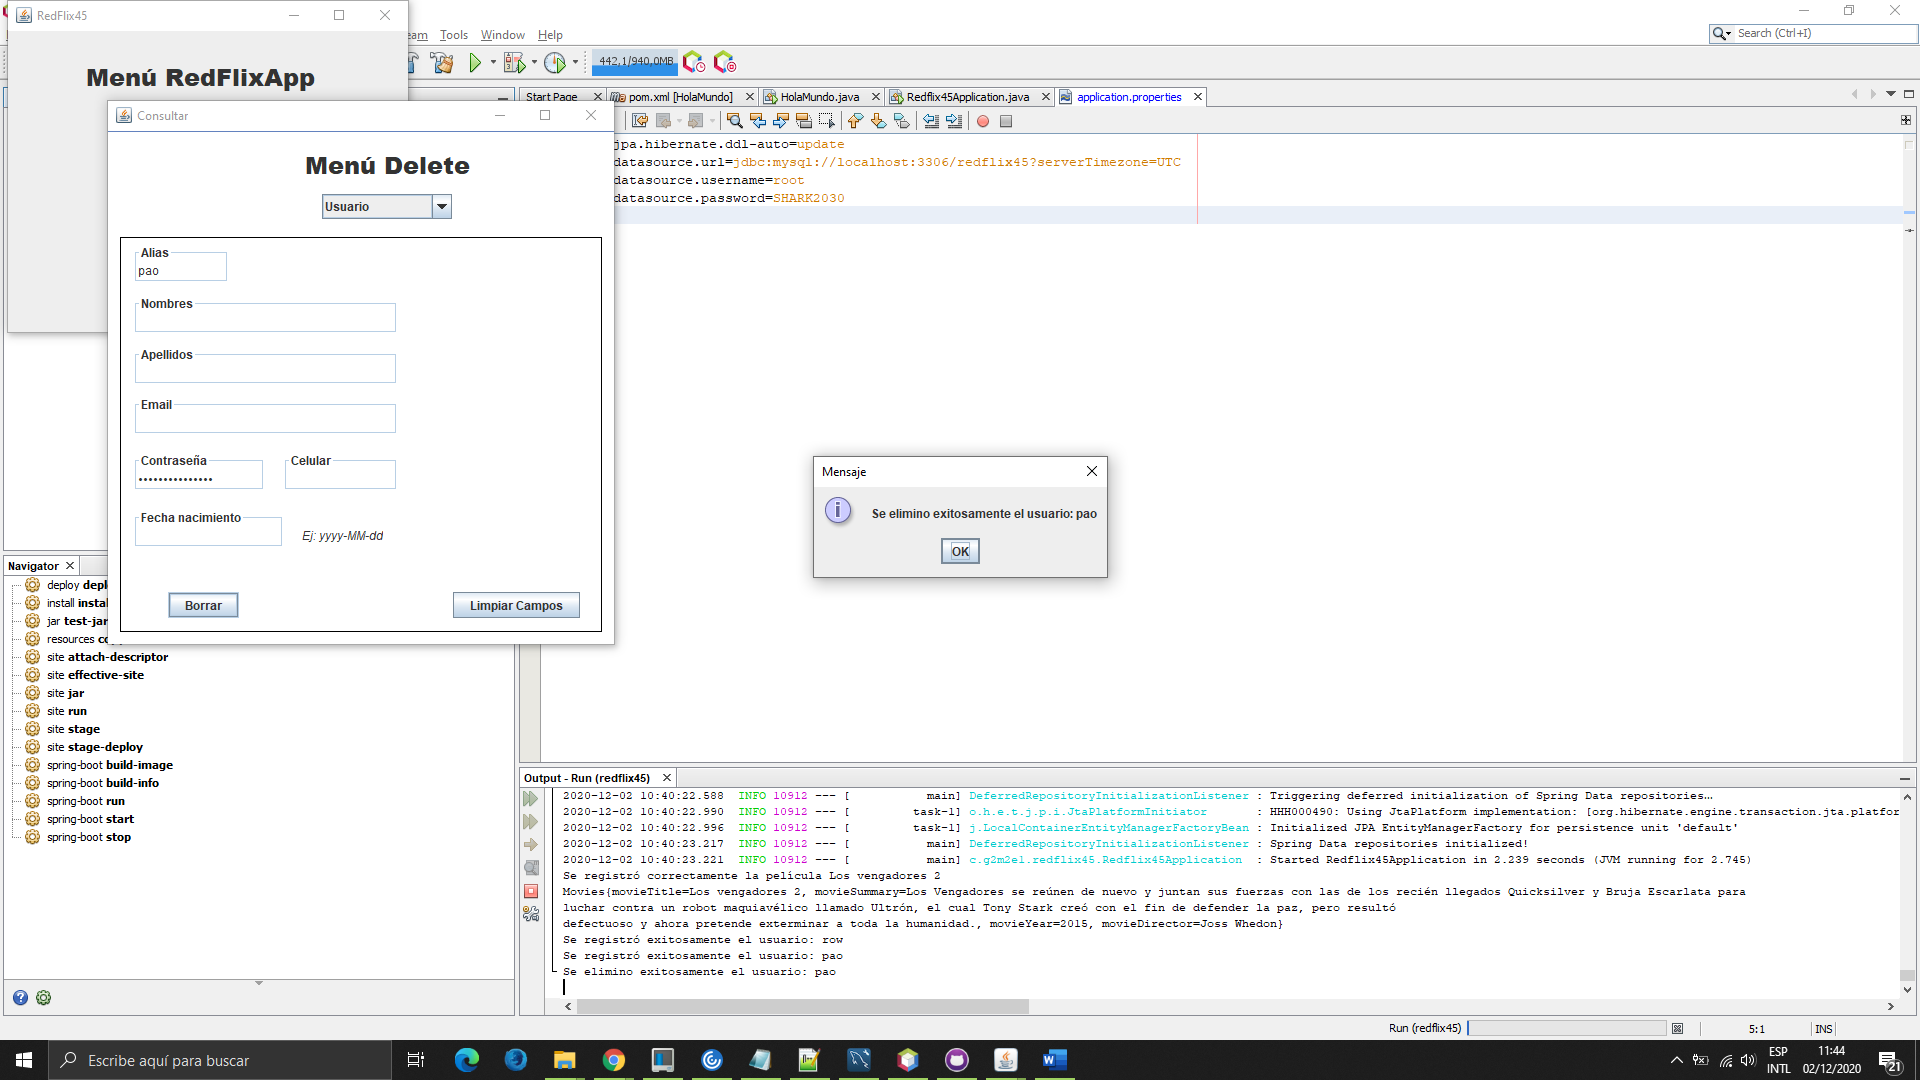 RedFlix45
Menú RedFlixApp
Consultar
Menú Delete
Usuario
Alias
pao
Nombres
Apellidos
Email
Contraseña
Celular
•••••••••••••••
Fecha nacimiento
Ej: yyyy-MM-dd
Borrar
Limpiar Campos
eam Tools Window Help
Search (Ctrl+I)
442,1/940,0MB
Start Page
pom.xml [HolaMundo]
HolaMundo.java
Redflix45Application.java
application.properties
jpa.hibernate.ddl-auto=update
datasource.url=jdbc:mysql://localhost:3306/redflix45?serverTimezone=UTC
datasource.username=root
datasource.password=SHARK2030
Mensaje
Se elimino exitosamente el usuario: pao
OK
Navigator
deploy
install
jar test-jar
resources
site attach-descriptor
site effective-site
site jar
site run
site stage
site stage-deploy
spring-boot build-image
spring-boot build-info
spring-boot run
spring-boot start
spring-boot stop
Output - Run (redflix45)
2020-12-02 10:40:22.588 INFO 10912 --- [ main] DeferredRepositoryInitializationListener : Triggering deferred initialization of Spring Data repositories…
2020-12-02 10:40:22.990 INFO 10912 --- [ task-1] o.h.e.t.j.p.i.JtaPlatformInitiator : HHH000490: Using JtaPlatform implementation: [org.hibernate.engine.transaction.jta.platfor
2020-12-02 10:40:22.996 INFO 10912 --- [ task-1] j.LocalContainerEntityManagerFactoryBean : Initialized JPA EntityManagerFactory for persistence unit 'default'
2020-12-02 10:40:23.217 INFO 10912 --- [ main] DeferredRepositoryInitializationListener : Spring Data repositories initialized!
2020-12-02 10:40:23.221 INFO 10912 --- [ main] c.g2m2e1.redflix45.Redflix45Application : Started Redflix45Application in 2.239 seconds (JVM running for 2.745)
Se registró correctamente la película Los vengadores 2
Movies{movieTitle=Los vengadores 2, movieSummary=Los Vengadores se reúnen de nuevo y juntan sus fuerzas con las de los recién llegados Quicksilver y Bruja Escarlata para
luchar contra un robot maquiavélico llamado Ultrón, el cual Tony Stark creó con el fin de defender la paz, pero resultó
defectuoso y ahora pretende exterminar a toda la humanidad., movieYear=2015, movieDirector=Joss Whedon}
Se registró exitosamente el usuario: row
Se registró exitosamente el usuario: pao
Se elimino exitosamente el usuario: pao
Run (redflix45)
5:1
INS
Escribe aquí para buscar
ESP
INTL
11:44
02/12/2020
21